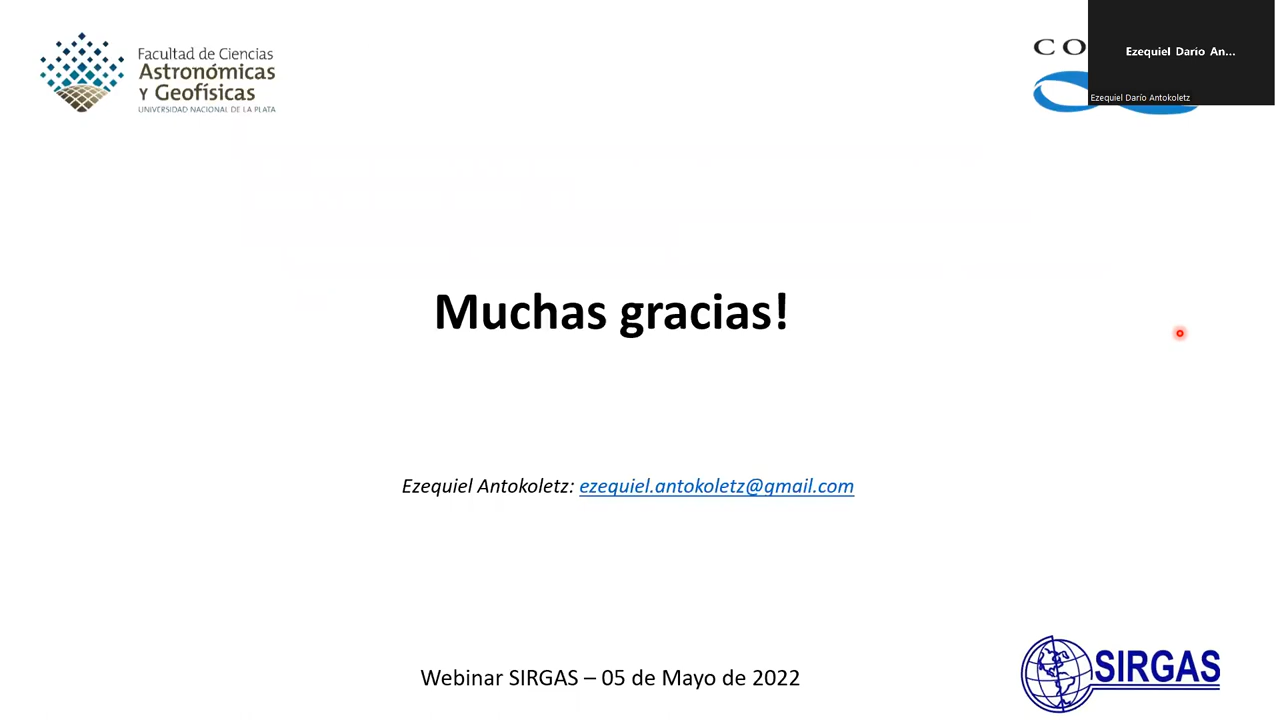 Facultad de Ciencias
Astronómicas
y Geofísicas
UNIVERSIDAD NACIONAL DE LA PLATA
CO
Ezequiel Darío An...
Ezequiel Darío Antokoletz
Muchas gracias!
Ezequiel Antokoletz: ezequiel.antokoletz@gmail.com
Webinar SIRGAS – 05 de Mayo de 2022
SIRGAS